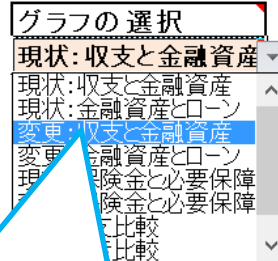 グラフの選択
現状:収支と金融資産
現状:収支と金融資産
現状:金融資産とローン
変更:収支と金融資産
変更:金融資産とローン
現 険金と必要保障
険金と必要保障
比較
比較